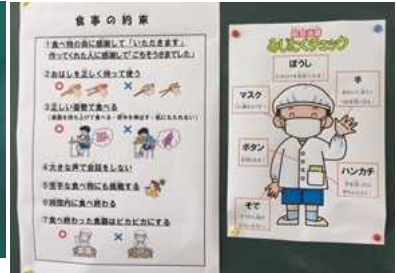 食事の約束
①食べ物の命に感謝して「いただきます」
作ってくれた人に感謝して「ごちそうさまでした」
②おはしを正しく持って使う
③正しい姿勢で食べる
④大きな声で会話をしない
⑤苦手な食べ物にも挑戦する
⑥時間内に食べ終わる
⑦食べ終わった食器はピカピカにする
給食当番
みじたくチェック
ぼうし
手
マスク
ボタン
ハンカチ
そで